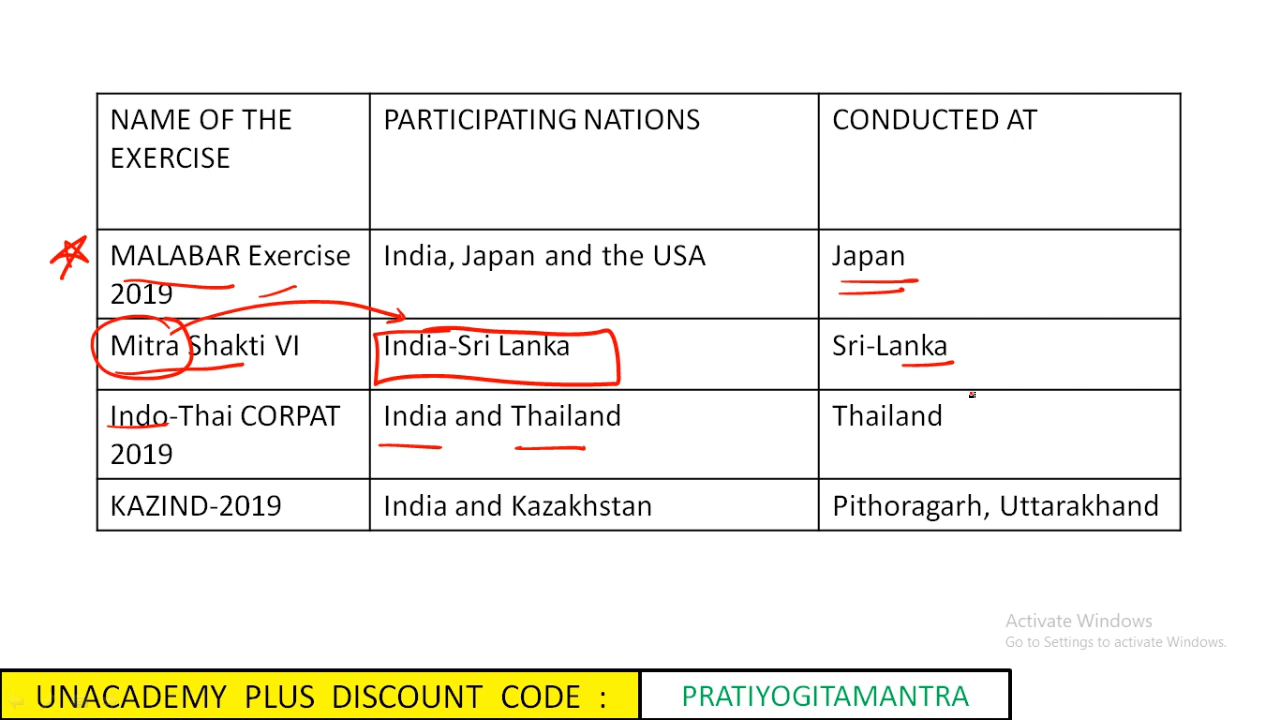 NAME OF THE
EXERCISE
PARTICIPATING NATIONS
CONDUCTED AT
MALABAR Exercise
2019
India, Japan and the USA
Japan
Mitra Shakti VI
India-Sri Lanka
Sri-Lanka
Indo-Thai CORPAT
2019
India and Thailand
Thailand
KAZIND-2019
India and Kazakhstan
Pithoragarh, Uttarakhand
Activate Windows
Go to Settings to activate Windows.
UNACADEMY PLUS DISCOUNT CODE :
PRATIYOGITAMANTRA